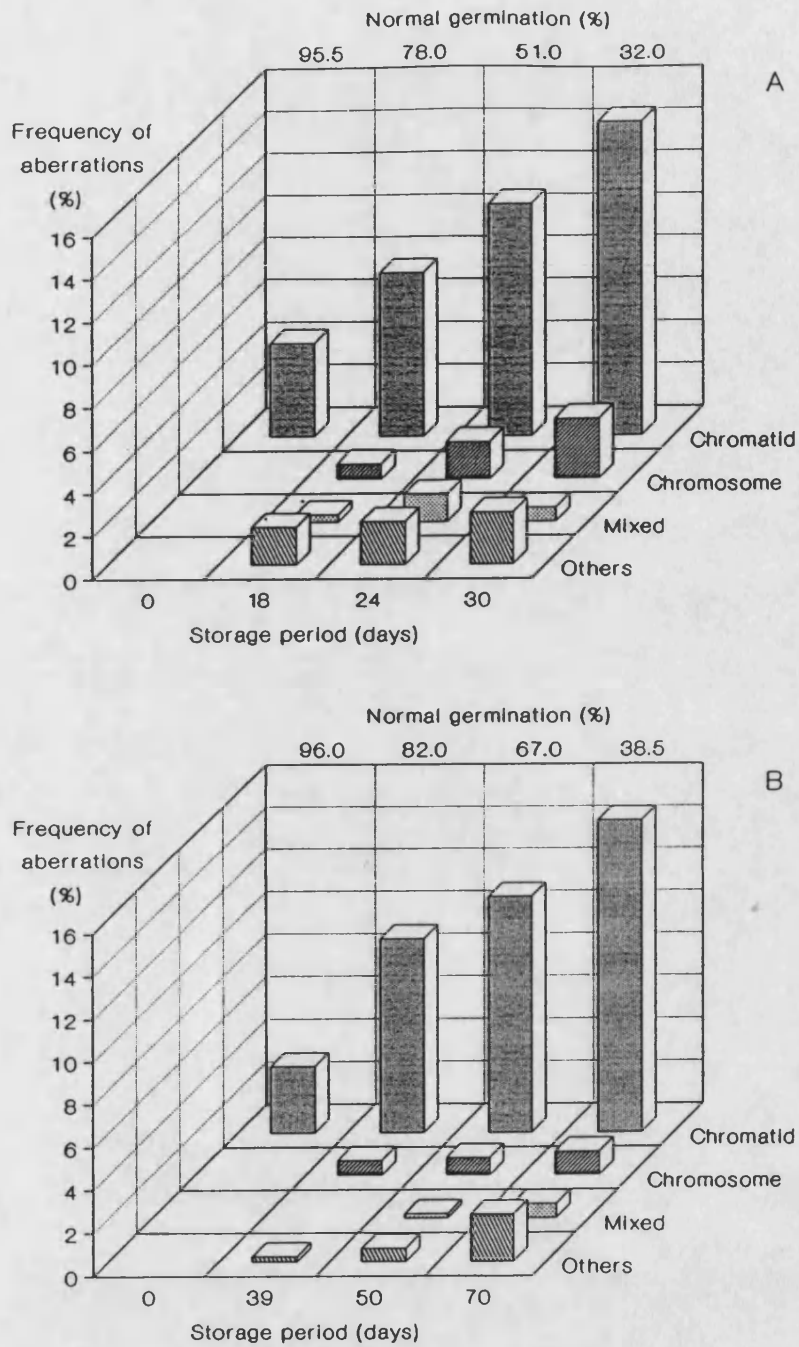 Normal germination (%)
95.5 78.0 51.0 32.0
A
Frequency of
aberrations
(%)
16
14
12
10
8
6
4
2
0
Chromatid
Chromosome
Mixed
Others
0 18 24 30
Storage period (days)
Normal germination (%)
96.0 82.0 67.0 38.5
B
Frequency of
aberrations
(%)
16
14
12
10
8
6
4
2
0
Chromatid
Chromosome
Mixed
Others
0 39 50 70
Storage period (days)